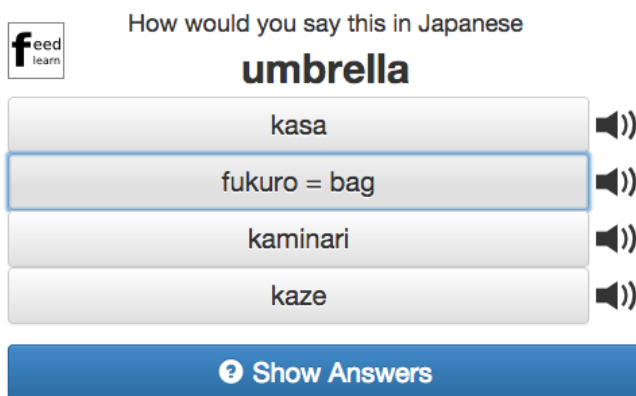 feed
learn
How would you say this in Japanese
umbrella
kasa
fukuro = bag
kaminari
kaze
? Show Answers